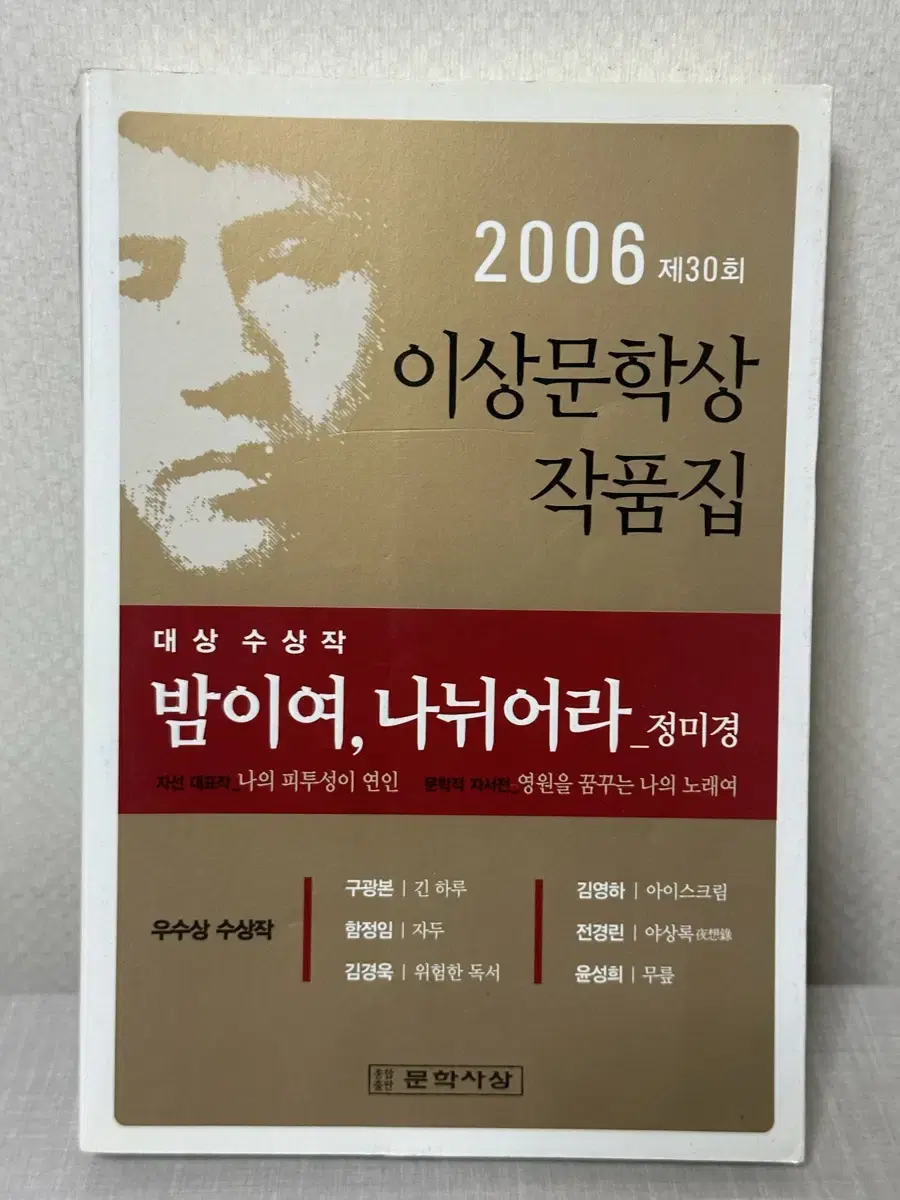 2006 제30회
이상문학상
작품집
대상 수상작
밤이여, 나뉘어라_정미경
자선 대표작_나의 피투성이 연인 문학적 자서전_영원을 꿈꾸는 나의 노래여
우수상 수상작
구광본 | 긴 하루
함정임 | 자두
김경욱 | 위험한 독서
김영하 | 아이스크림
전경린 | 야상록夜想錄
윤성희 | 무릎
종합출판 문학사상